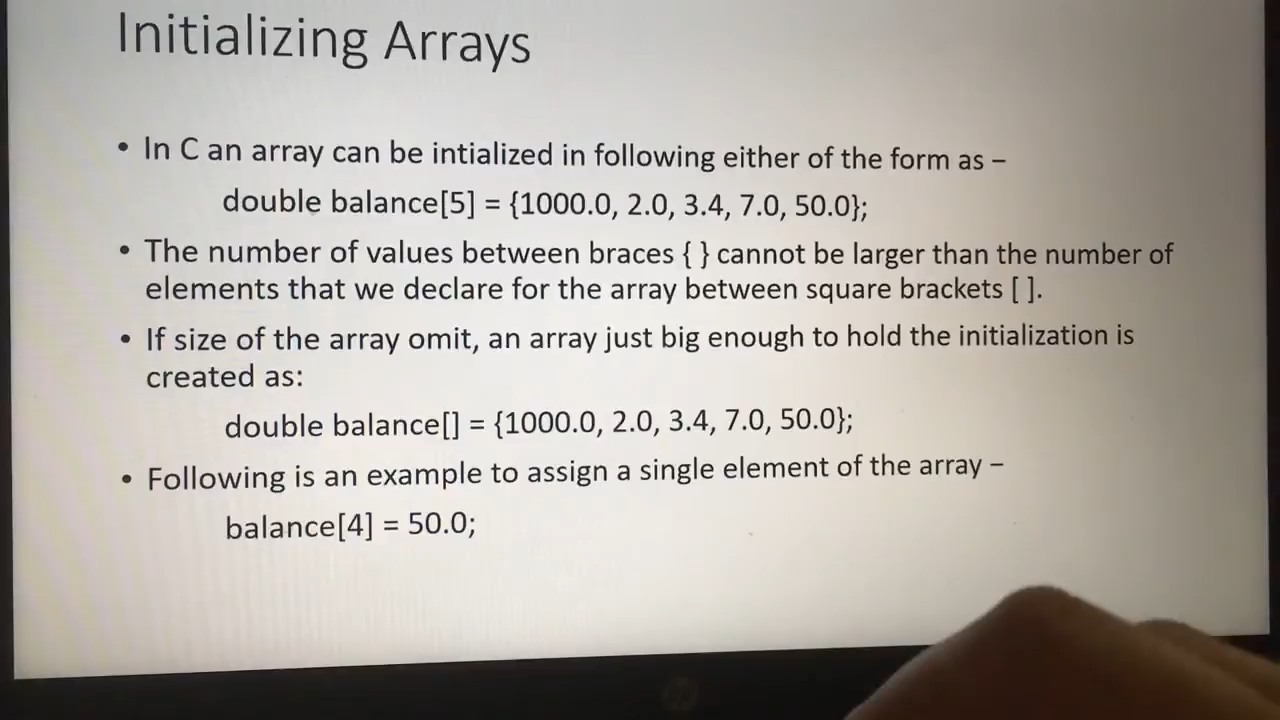 Initializing Arrays
• In C an array can be intialized in following either of the form as –
double balance[5] = {1000.0, 2.0, 3.4, 7.0, 50.0};
• The number of values between braces { } cannot be larger than the number of
elements that we declare for the array between square brackets [ ].
• If size of the array omit, an array just big enough to hold the initialization is
created as:
double balance[] = {1000.0, 2.0, 3.4, 7.0, 50.0};
• Following is an example to assign a single element of the array –
balance[4] = 50.0;
hp